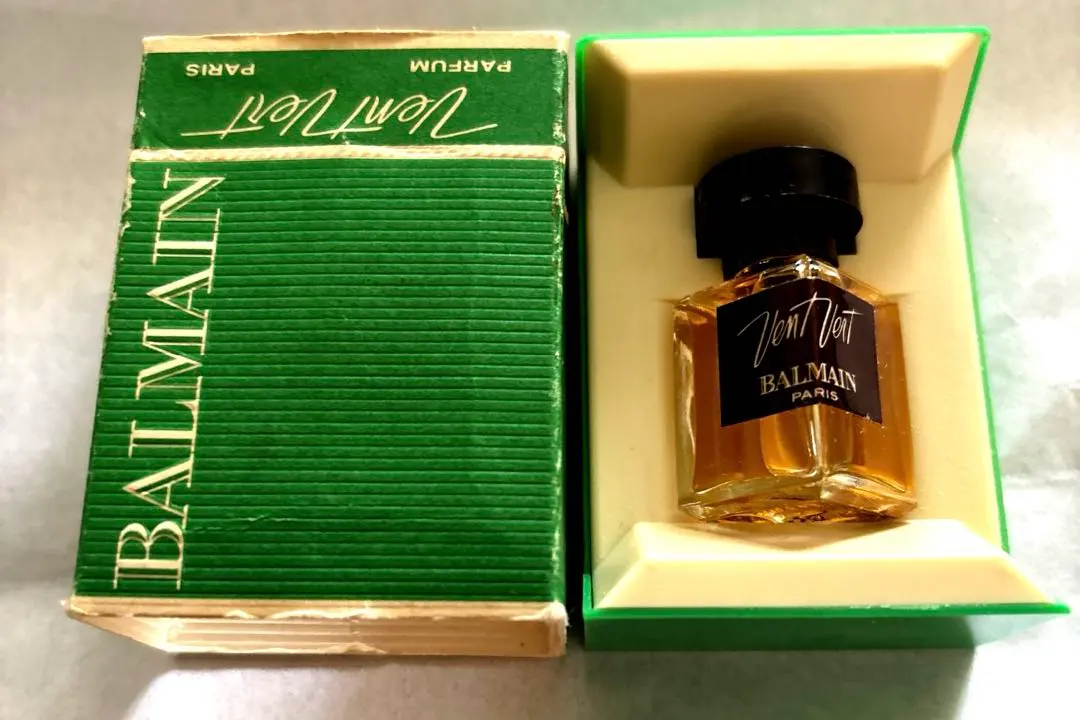 PARFUM PARIS
Vent Vert
BALMAIN
Vent Vert
BALMAIN
PARIS